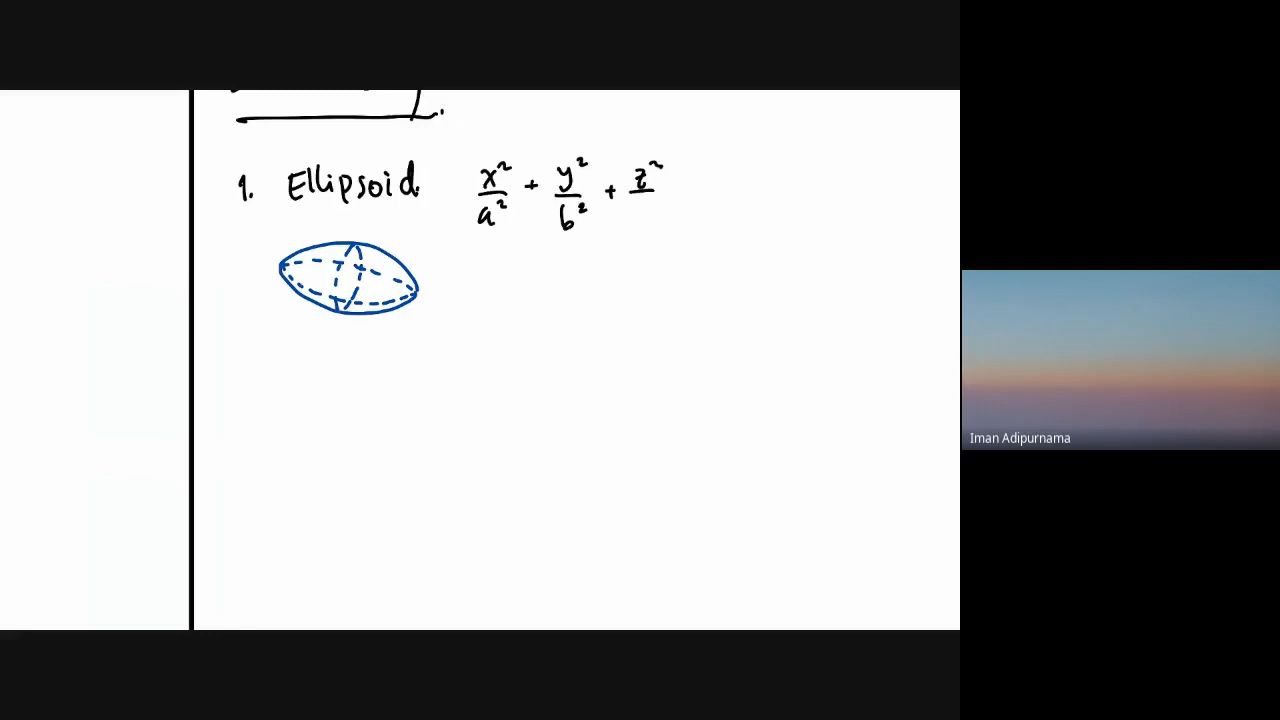 1. Ellipsoid. x²/a² + y²/b² + z²/
Iman Adipurnama